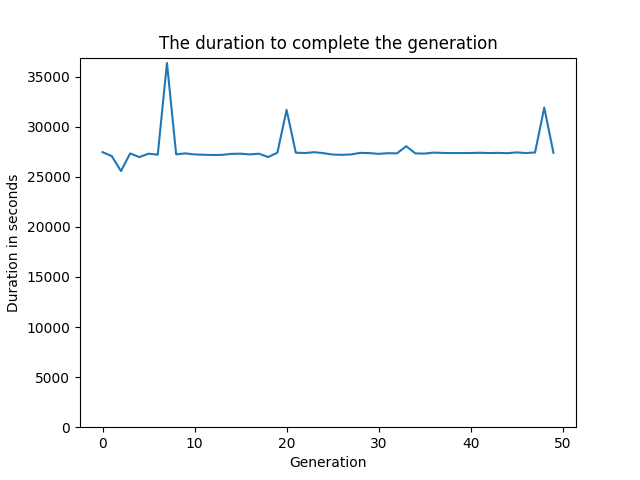 The duration to complete the generation
Duration in seconds
35000
30000
25000
20000
15000
10000
5000
0
0 10 20 30 40 50
Generation